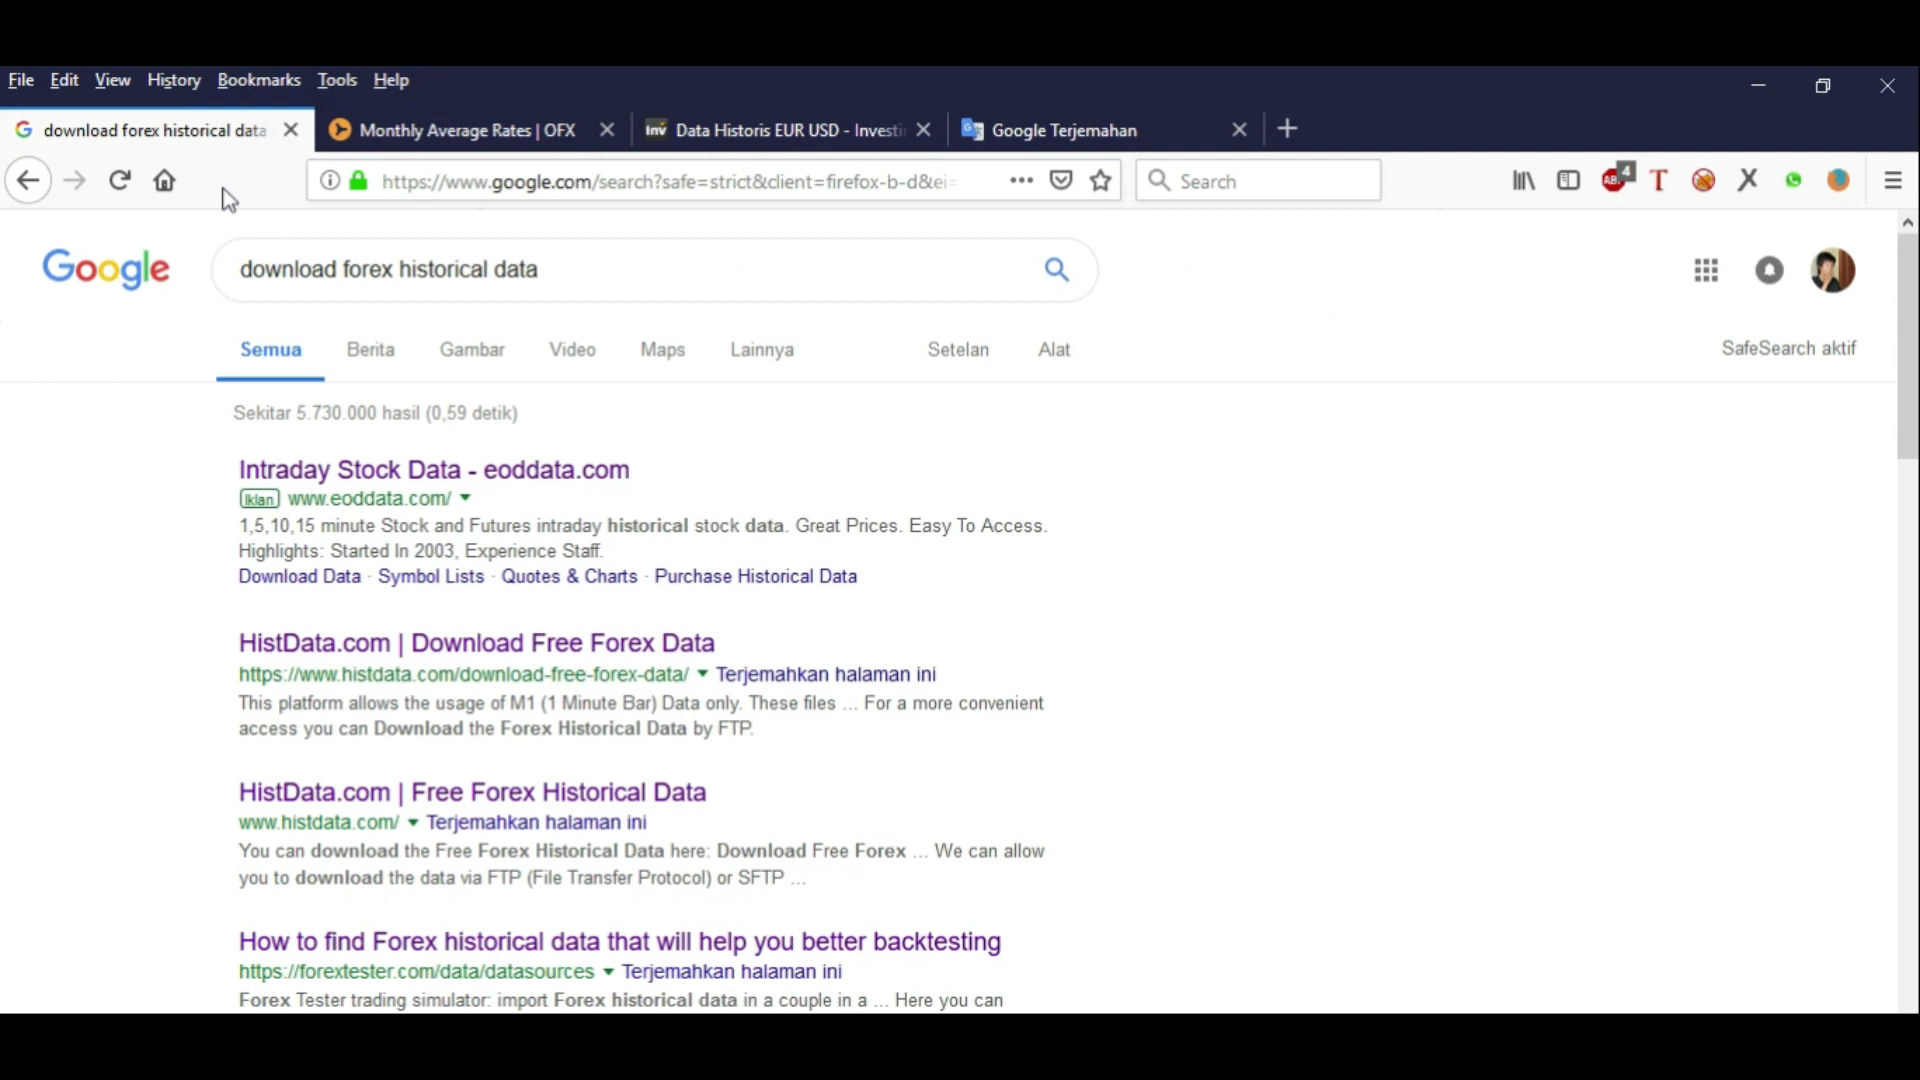 File Edit View History Bookmarks Tools Help
download forex historical data
Monthly Average Rates | OFX
Data Historis EUR USD - Investi
Google Terjemahan
https://www.google.com/search?safe=strict&client=firefox-b-d&ei=
Search
4
Google
download forex historical data
Semua Berita Gambar Video Maps Lainnya Setelan Alat
SafeSearch aktif
Sekitar 5.730.000 hasil (0,59 detik)
Intraday Stock Data - eoddata.com
Iklan www.eoddata.com/
1,5,10,15 minute Stock and Futures intraday historical stock data. Great Prices. Easy To Access.
Highlights: Started In 2003, Experience Staff.
Download Data · Symbol Lists · Quotes & Charts · Purchase Historical Data
HistData.com | Download Free Forex Data
https://www.histdata.com/download-free-forex-data/ Terjemahkan halaman ini
This platform allows the usage of M1 (1 Minute Bar) Data only. These files ... For a more convenient
access you can Download the Forex Historical Data by FTP.
HistData.com | Free Forex Historical Data
www.histdata.com/ Terjemahkan halaman ini
You can download the Free Forex Historical Data here: Download Free Forex ... We can allow
you to download the data via FTP (File Transfer Protocol) or SFTP ...
How to find Forex historical data that will help you better backtesting
https://forextester.com/data/datasources Terjemahkan halaman ini
Forex Tester trading simulator: import Forex historical data in a couple in a ... Here you can